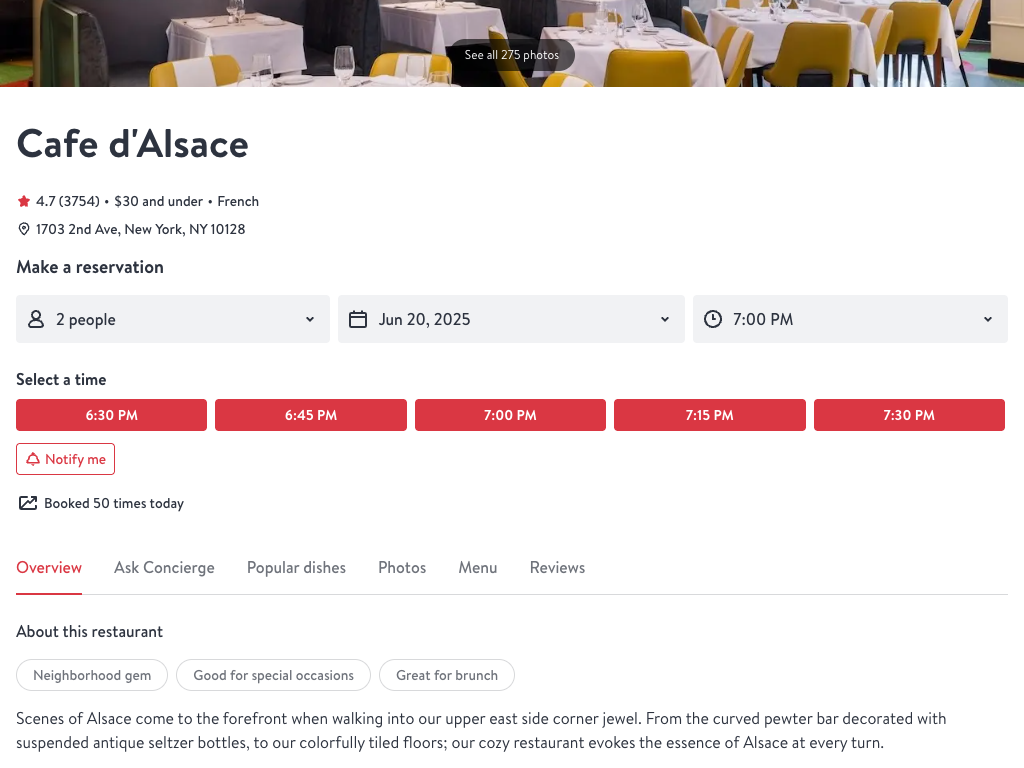 See all 275 photos
Cafe d'Alsace
4.7 (3754) • $30 and under • French
1703 2nd Ave, New York, NY 10128
Make a reservation
2 people
Jun 20, 2025
7:00 PM
Select a time
6:30 PM
6:45 PM
7:00 PM
7:15 PM
7:30 PM
Notify me
Booked 50 times today
Overview
Ask Concierge
Popular dishes
Photos
Menu
Reviews
About this restaurant
Neighborhood gem
Good for special occasions
Great for brunch
Scenes of Alsace come to the forefront when walking into our upper east side corner jewel. From the curved pewter bar decorated with
suspended antique seltzer bottles, to our colorfully tiled floors; our cozy restaurant evokes the essence of Alsace at every turn.